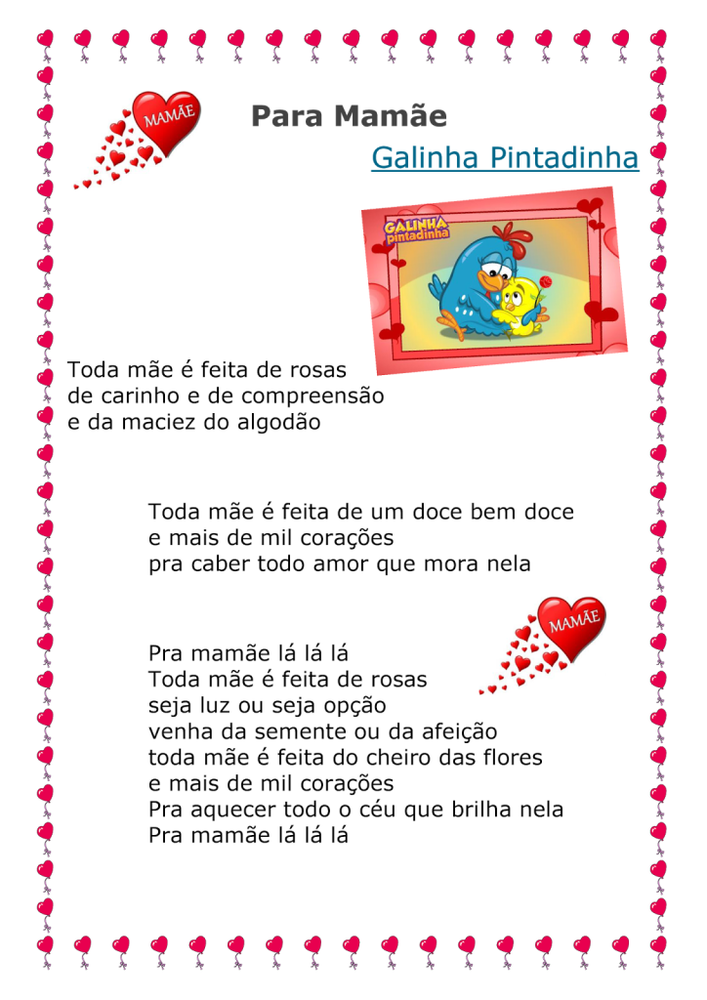 MAMÃE
Para Mamãe
Galinha Pintadinha
GALINHA
pintadinha
Toda mãe é feita de rosas
de carinho e de compreensão
e da maciez do algodão
Toda mãe é feita de um doce bem doce
e mais de mil corações
pra caber todo amor que mora nela
MAMÃE
Pra mamãe lá lá lá
Toda mãe é feita de rosas
seja luz ou seja opção
venha da semente ou da afeição
toda mãe é feita do cheiro das flores
e mais de mil corações
Pra aquecer todo o céu que brilha nela
Pra mamãe lá lá lá